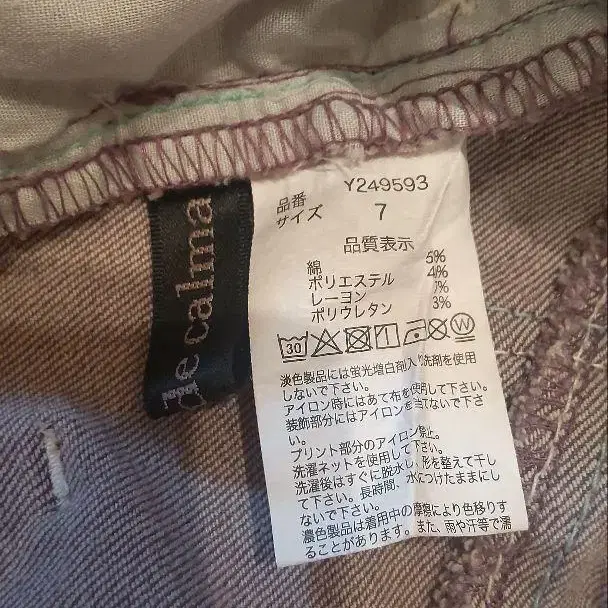 de calma
品番 Y249593
サイズ 7
品質表示
綿 5%
ポリエステル 4%
レーヨン %
ポリウレタン 3%
30 W
淡色製品には蛍光増白剤入り洗剤を使用
しないで下さい。
アイロン時にはあて布を使用して下さい。
装飾部分にはアイロンを当てないで下さ
い。
プリント部分のアイロン禁止。
洗濯ネットを使用して下さい。
洗濯後はすぐに脱水し、形を整えて干し
て下さい。長時間、水につけたままにし
ないで下さい。
濃色製品は着用中の摩擦により色移りす
ることがあります。また、雨や汗等で濡